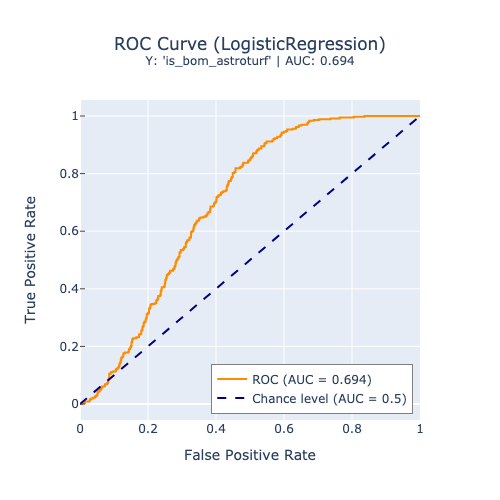 ROC Curve (LogisticRegression)
Y: 'is_bom_astroturf' | AUC: 0.694
True Positive Rate
1
0.8
0.6
0.4
0.2
0
ROC (AUC = 0.694)
Chance level (AUC = 0.5)
0
0.2
0.4
0.6
0.8
1
False Positive Rate